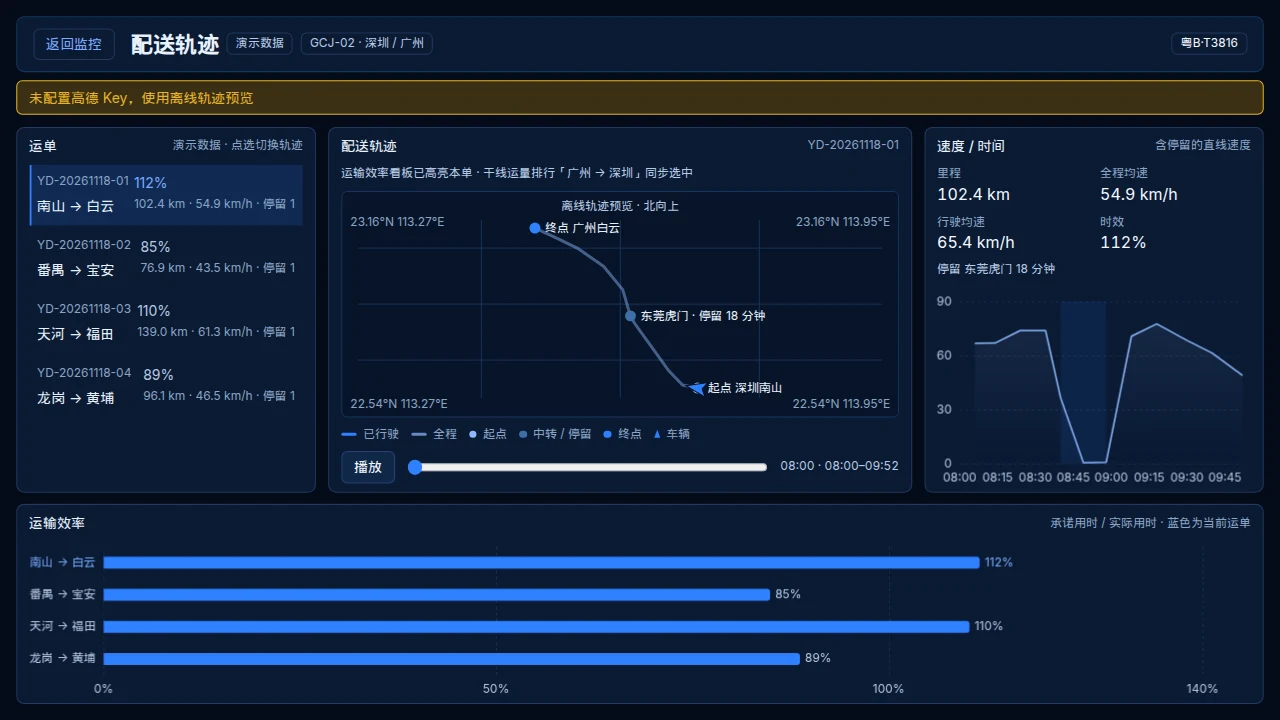 返回监控
配送轨迹
演示数据
GCJ-02 · 深圳 / 广州
粤B·T3816
未配置高德 Key，使用离线轨迹预览
运单
演示数据 · 点选切换轨迹
YD-20261118-01 112%
南山 → 白云 102.4 km · 54.9 km/h · 停留 1
YD-20261118-02 85%
番禺 → 宝安 76.9 km · 43.5 km/h · 停留 1
YD-20261118-03 110%
天河 → 福田 139.0 km · 61.3 km/h · 停留 1
YD-20261118-04 89%
龙岗 → 黄埔 96.1 km · 46.5 km/h · 停留 1
配送轨迹
YD-20261118-01
运输效率看板已高亮本单 · 干线运量排行「广州 → 深圳」同步选中
离线轨迹预览 · 北向上
23.16°N 113.27°E
23.16°N 113.95°E
终点 广州白云
东莞虎门 · 停留 18 分钟
起点 深圳南山
22.54°N 113.27°E
22.54°N 113.95°E
已行驶 全程 起点 中转 / 停留 终点 车辆
播放
08:00 · 08:00–09:52
速度 / 时间
含停留的直线速度
里程 全程均速
102.4 km 54.9 km/h
行驶均速 时效
65.4 km/h 112%
停留 东莞虎门 18 分钟
90
60
30
0
08:00 08:15 08:30 08:45 09:00 09:15 09:30 09:45
运输效率
承诺用时 / 实际用时 · 蓝色为当前运单
南山 → 白云 112%
番禺 → 宝安 85%
天河 → 福田 110%
龙岗 → 黄埔 89%
0% 50% 100% 140%